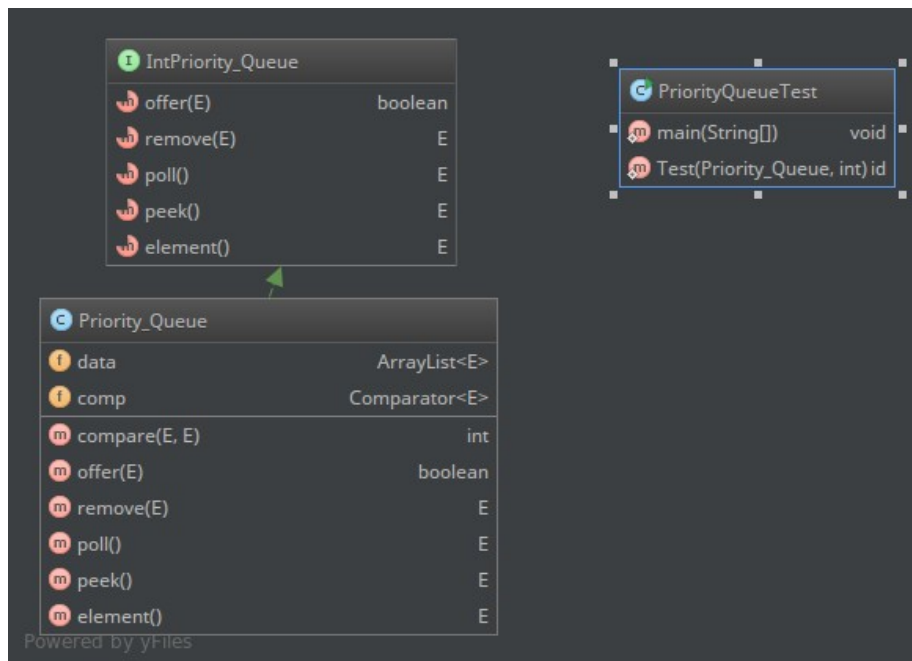 IntPriority_Queue
offer(E) boolean
remove(E) E
poll() E
peek() E
element() E
PriorityQueueTest
main(String[]) void
Test(Priority_Queue, int) id
Priority_Queue
data ArrayList<E>
comp Comparator<E>
compare(E, E) int
offer(E) boolean
remove(E) E
poll() E
peek() E
element() E
Powered by yFiles